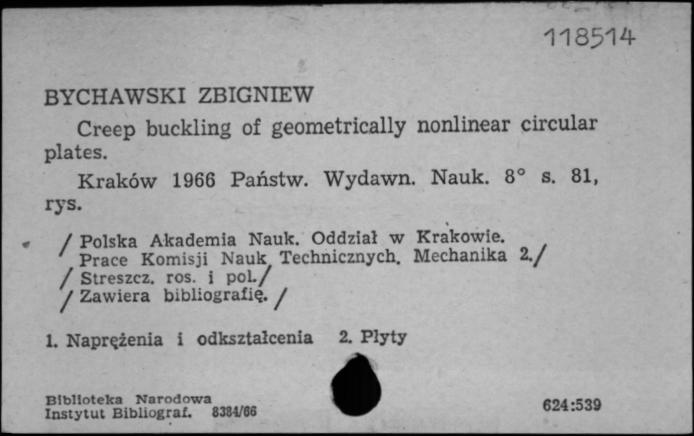 118514
BYCHAWSKI ZBIGNIEW
Creep buckling of geometrically nonlinear circular
plates.
Kraków 1966 Państw. Wydawn. Nauk. 8° s. 81,
rys.
/ Polska Akademia Nauk. Oddział w Krakowie.
Prace Komisji Nauk Technicznych. Mechanika 2./
/ Streszcz. ros. i pol./
/ Zawiera bibliografię. /
1. Naprężenia i odkształcenia 2. Płyty
Biblioteka Narodowa
Instytut Bibliograf. 8384/66
624:539